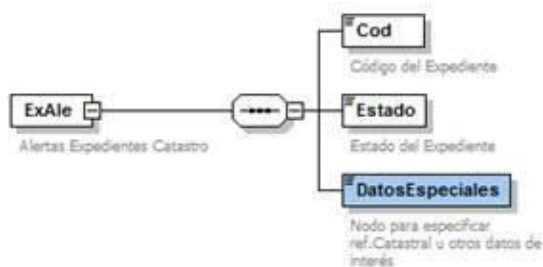 Cod
Código del Expediente
ExAle
Alertas Expedientes Catastro
Estado
Estado del Expediente
DatosEspeciales
Nodo para especificar
ref.Catastral u otros datos de
interés